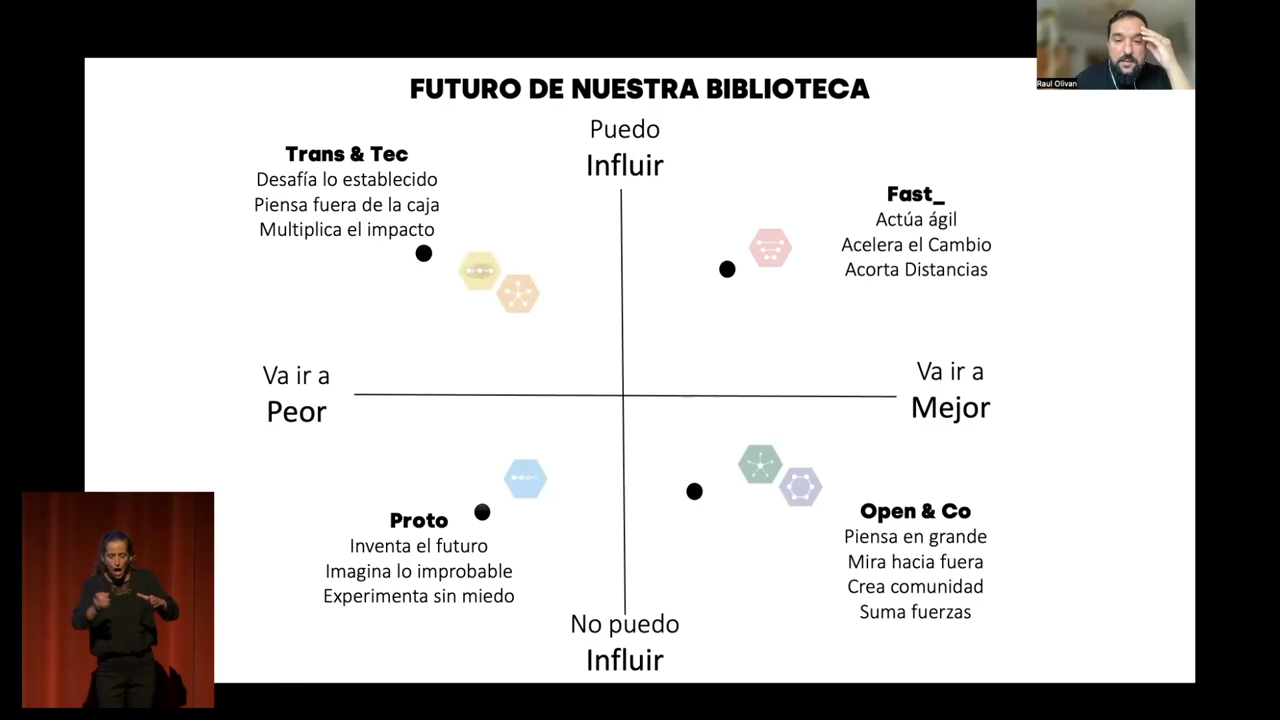 Raul Olivan
FUTURO DE NUESTRA BIBLIOTECA
Puedo
Influir
Trans & Tec
Desafía lo establecido
Piensa fuera de la caja
Multiplica el impacto
Fast_
Actúa ágil
Acelera el Cambio
Acorta Distancias
Va ir a
Peor
Va ir a
Mejor
Proto
Inventa el futuro
Imagina lo improbable
Experimenta sin miedo
Open & Co
Piensa en grande
Mira hacia fuera
Crea comunidad
Suma fuerzas
No puedo
Influir